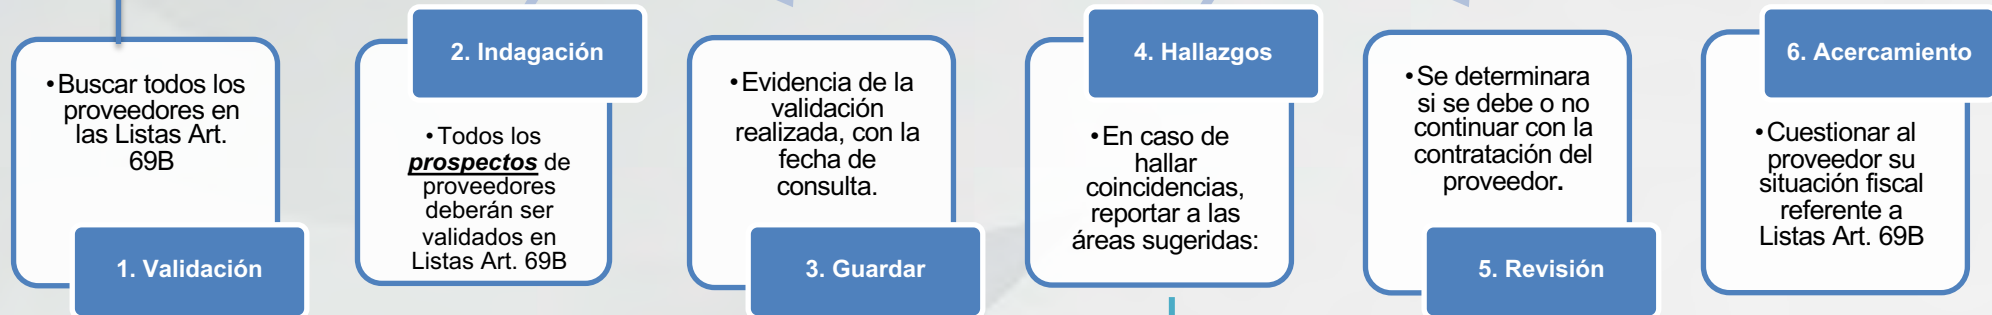 •Buscar todos los
proveedores en
las Listas Art.
69B
1. Validación
2. Indagación
•Todos los
prospectos de
proveedores
deberán ser
validados en
Listas Art. 69B
•Evidencia de la
validación
realizada, con la
fecha de
consulta.
3. Guardar
4. Hallazgos
•En caso de
hallar
coincidencias,
reportar a las
áreas sugeridas:
•Se determinara
si se debe o no
continuar con la
contratación del
proveedor.
5. Revisión
6. Acercamiento
•Cuestionar al
proveedor su
situación fiscal
referente a
Listas Art. 69B